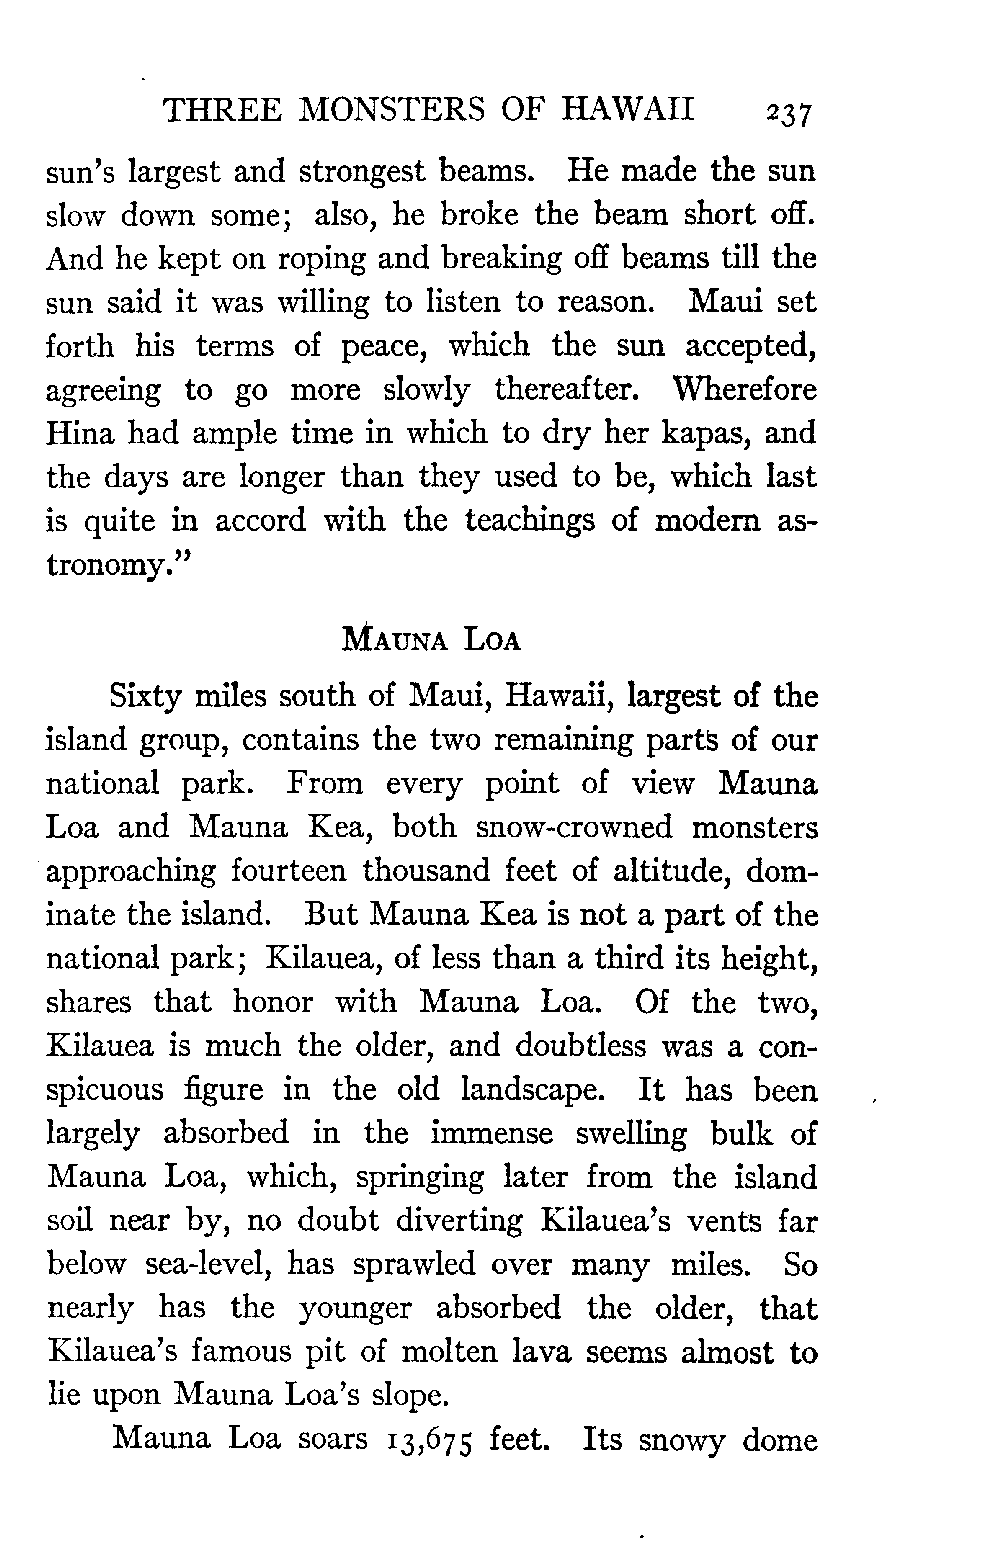 THREE MONSTERS OF HAWAII 237
sun's largest and strongest beams. He made the sun
slow down some; also, he broke the beam short off.
And he kept on roping and breaking off beams till the
sun said it was willing to listen to reason. Maui set
forth his terms of peace, which the sun accepted,
agreeing to go more slowly thereafter. Wherefore
Hina had ample time in which to dry her kapas, and
the days are longer than they used to be, which last
is quite in accord with the teachings of modern as-
tronomy."
MAUNA LOA
Sixty miles south of Maui, Hawaii, largest of the
island group, contains the two remaining parts of our
national park. From every point of view Mauna
Loa and Mauna Kea, both snow-crowned monsters
approaching fourteen thousand feet of altitude, dom-
inate the island. But Mauna Kea is not a part of the
national park; Kilauea, of less than a third its height,
shares that honor with Mauna Loa. Of the two,
Kilauea is much the older, and doubtless was a con-
spicuous figure in the old landscape. It has been
largely absorbed in the immense swelling bulk of
Mauna Loa, which, springing later from the island
soil near by, no doubt diverting Kilauea's vents far
below sea-level, has sprawled over many miles. So
nearly has the younger absorbed the older, that
Kilauea's famous pit of molten lava seems almost to
lie upon Mauna Loa's slope.
Mauna Loa soars 13,675 feet. Its snowy dome